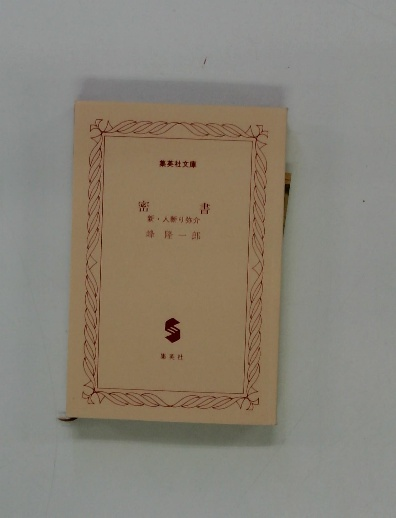 集英社文庫
密　書
新・人斬り弥介
峰 隆一郎
集英社